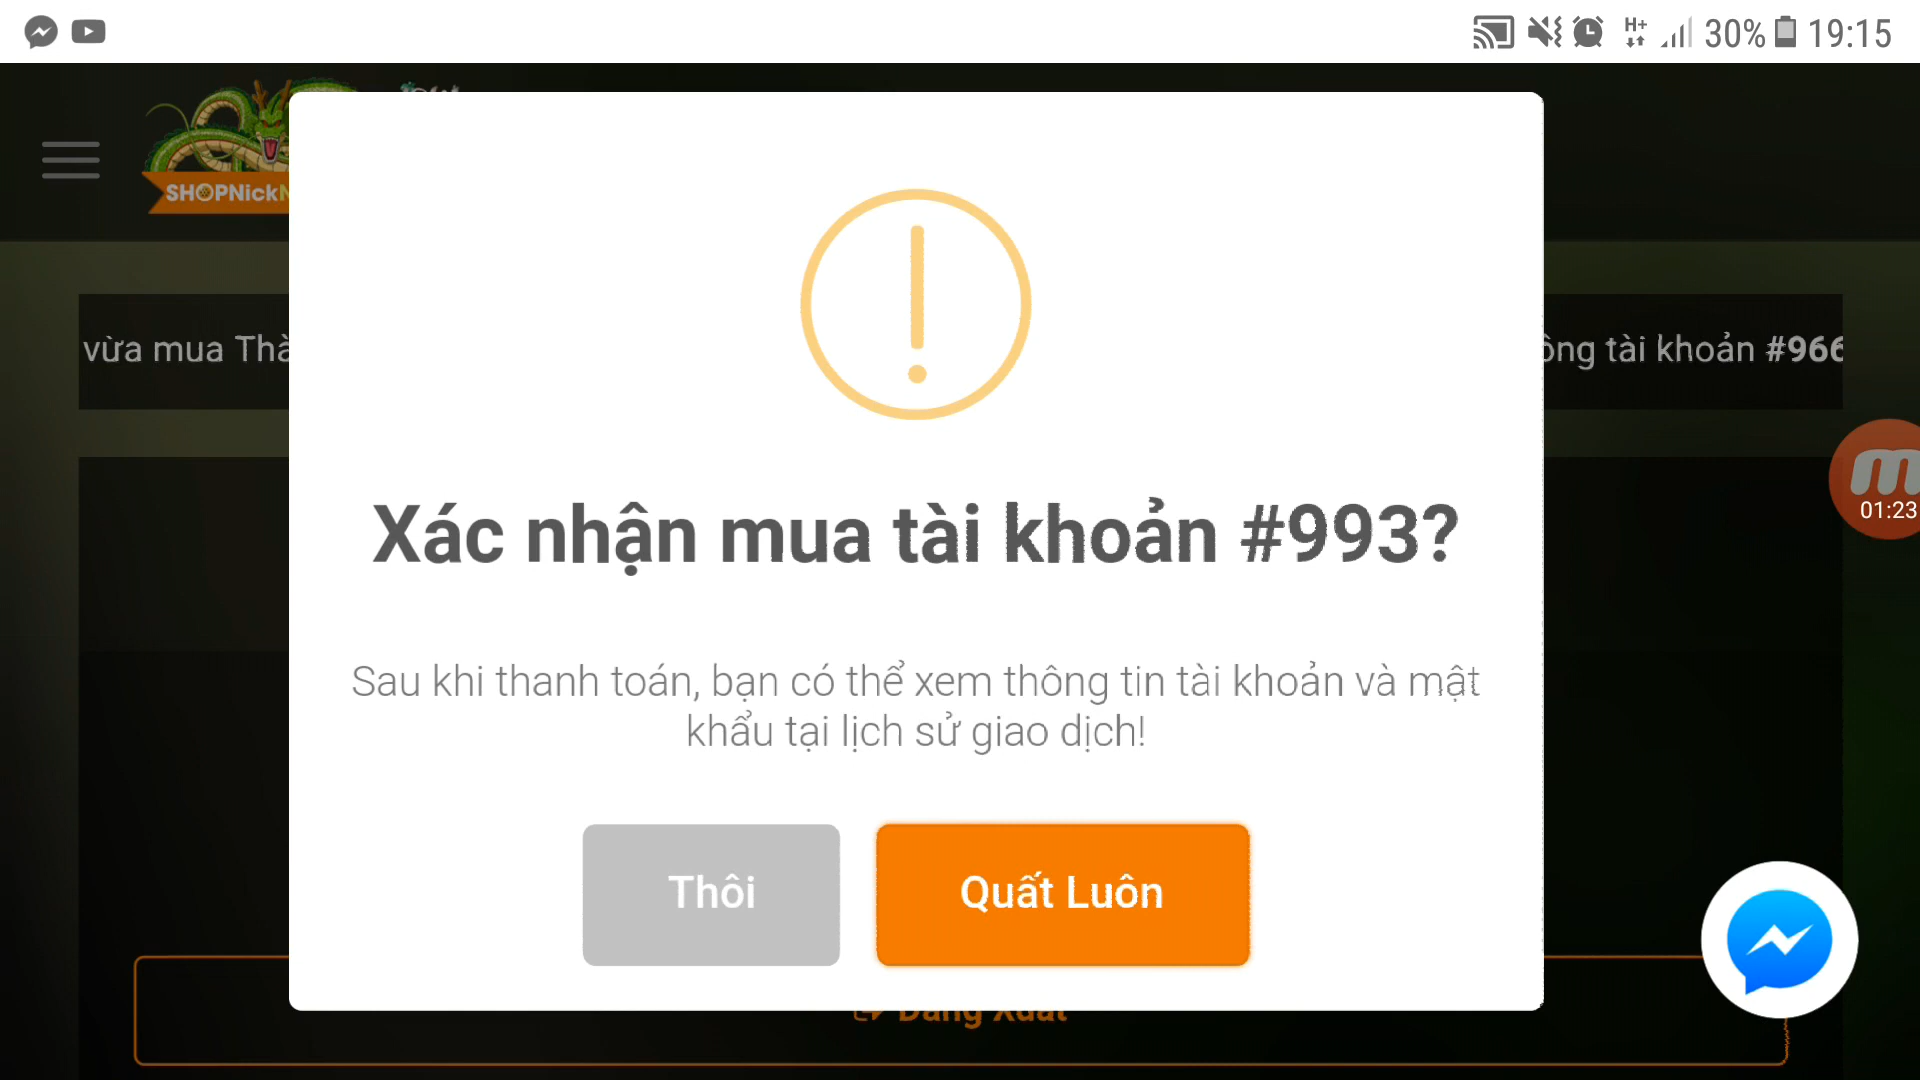 30% 19:15
SHOPNick
vừa mua
ông tài khoản #966
01:23
Xác nhận mua tài khoản #993?
Sau khi thanh toán, bạn có thể xem thông tin tài khoản và mật
khẩu tại lịch sử giao dịch!
Thôi
Quất Luôn